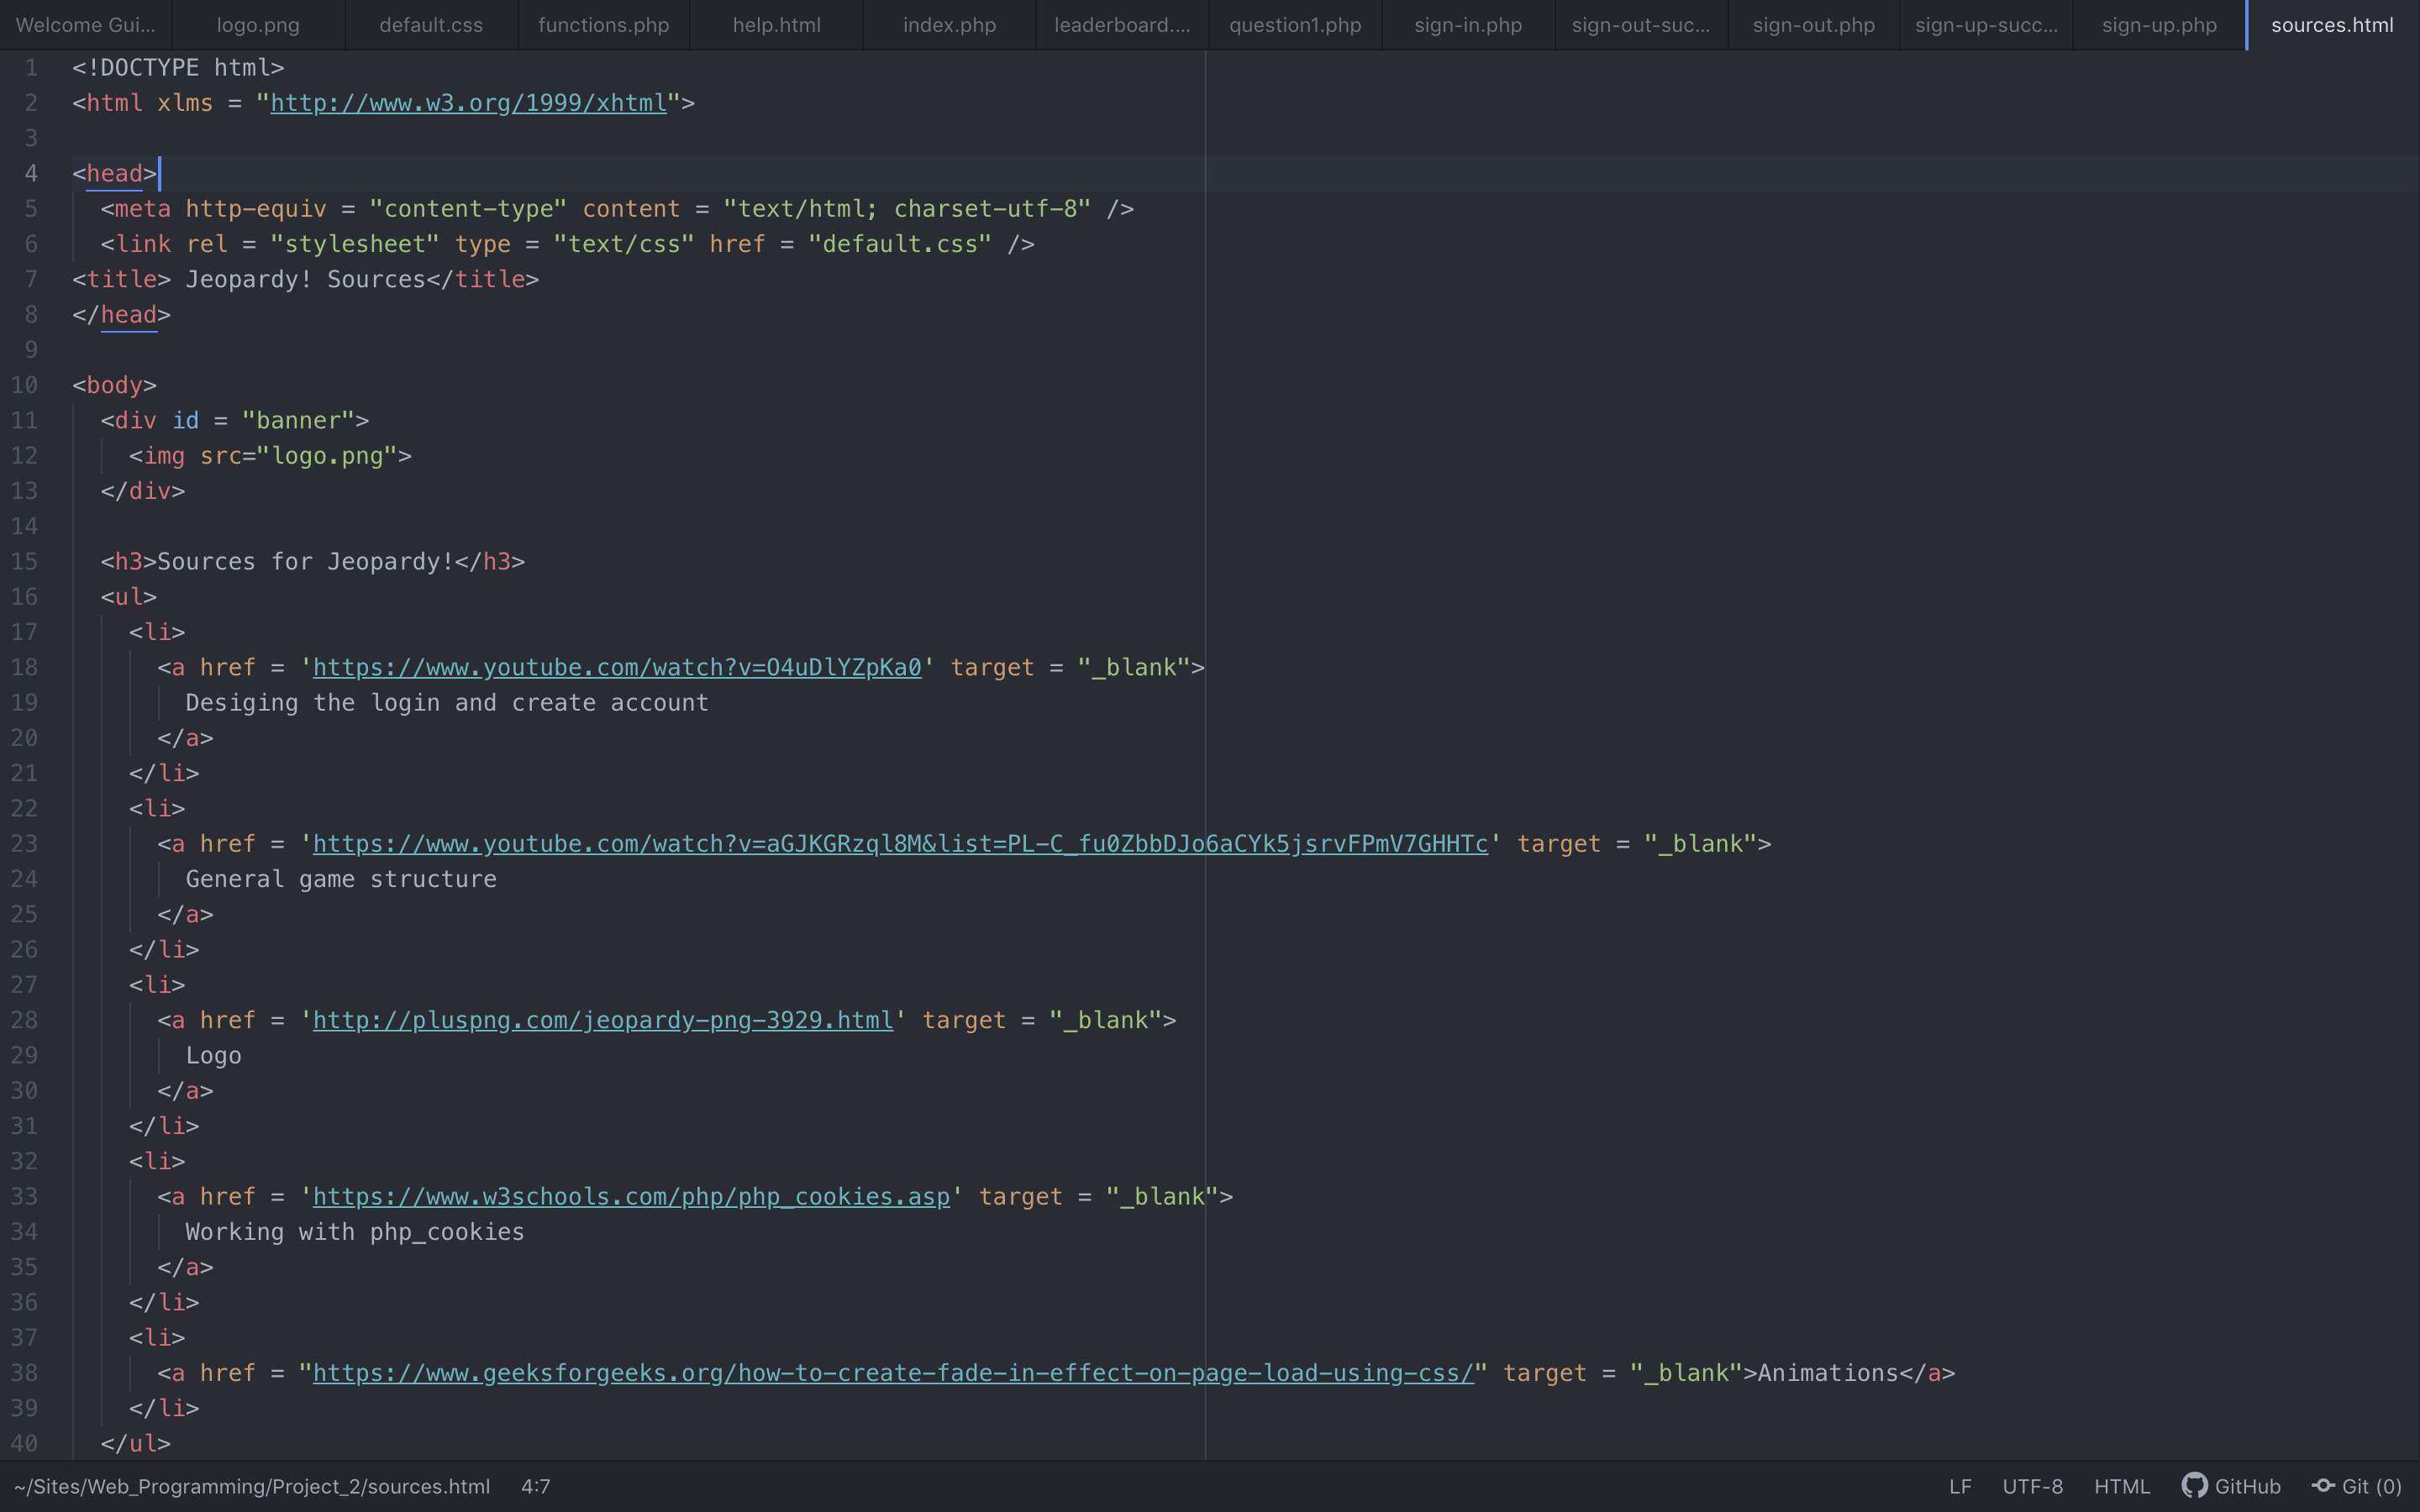 Welcome Gui... logo.png default.css functions.php help.html index.php leaderboard.... question1.php sign-in.php sign-out-suc... sign-out.php sign-up-succ... sign-up.php sources.html
1 <!DOCTYPE html>
2 <html xlms = "http://www.w3.org/1999/xhtml">
3
4 <head>
5 <meta http-equiv = "content-type" content = "text/html; charset-utf-8" />
6 <link rel = "stylesheet" type = "text/css" href = "default.css" />
7 <title> Jeopardy! Sources</title>
8 </head>
9
10 <body>
11 <div id = "banner">
12 <img src="logo.png">
13 </div>
14
15 <h3>Sources for Jeopardy!</h3>
16 <ul>
17 <li>
18 <a href = 'https://www.youtube.com/watch?v=O4uDlYZpKa0' target = "_blank">
19 Desiging the login and create account
20 </a>
21 </li>
22 <li>
23 <a href = 'https://www.youtube.com/watch?v=aGJKGRzql8M&list=PL-C_fu0ZbbDJo6aCYk5jsrvFPmV7GHHTc' target = "_blank">
24 General game structure
25 </a>
26 </li>
27 <li>
28 <a href = 'http://pluspng.com/jeopardy-png-3929.html' target = "_blank">
29 Logo
30 </a>
31 </li>
32 <li>
33 <a href = 'https://www.w3schools.com/php/php_cookies.asp' target = "_blank">
34 Working with php_cookies
35 </a>
36 </li>
37 <li>
38 <a href = "https://www.geeksforgeeks.org/how-to-create-fade-in-effect-on-page-load-using-css/" target = "_blank">Animations</a>
39 </li>
40 </ul>
~/Sites/Web_Programming/Project_2/sources.html 4:7 LF UTF-8 HTML GitHub Git (0)